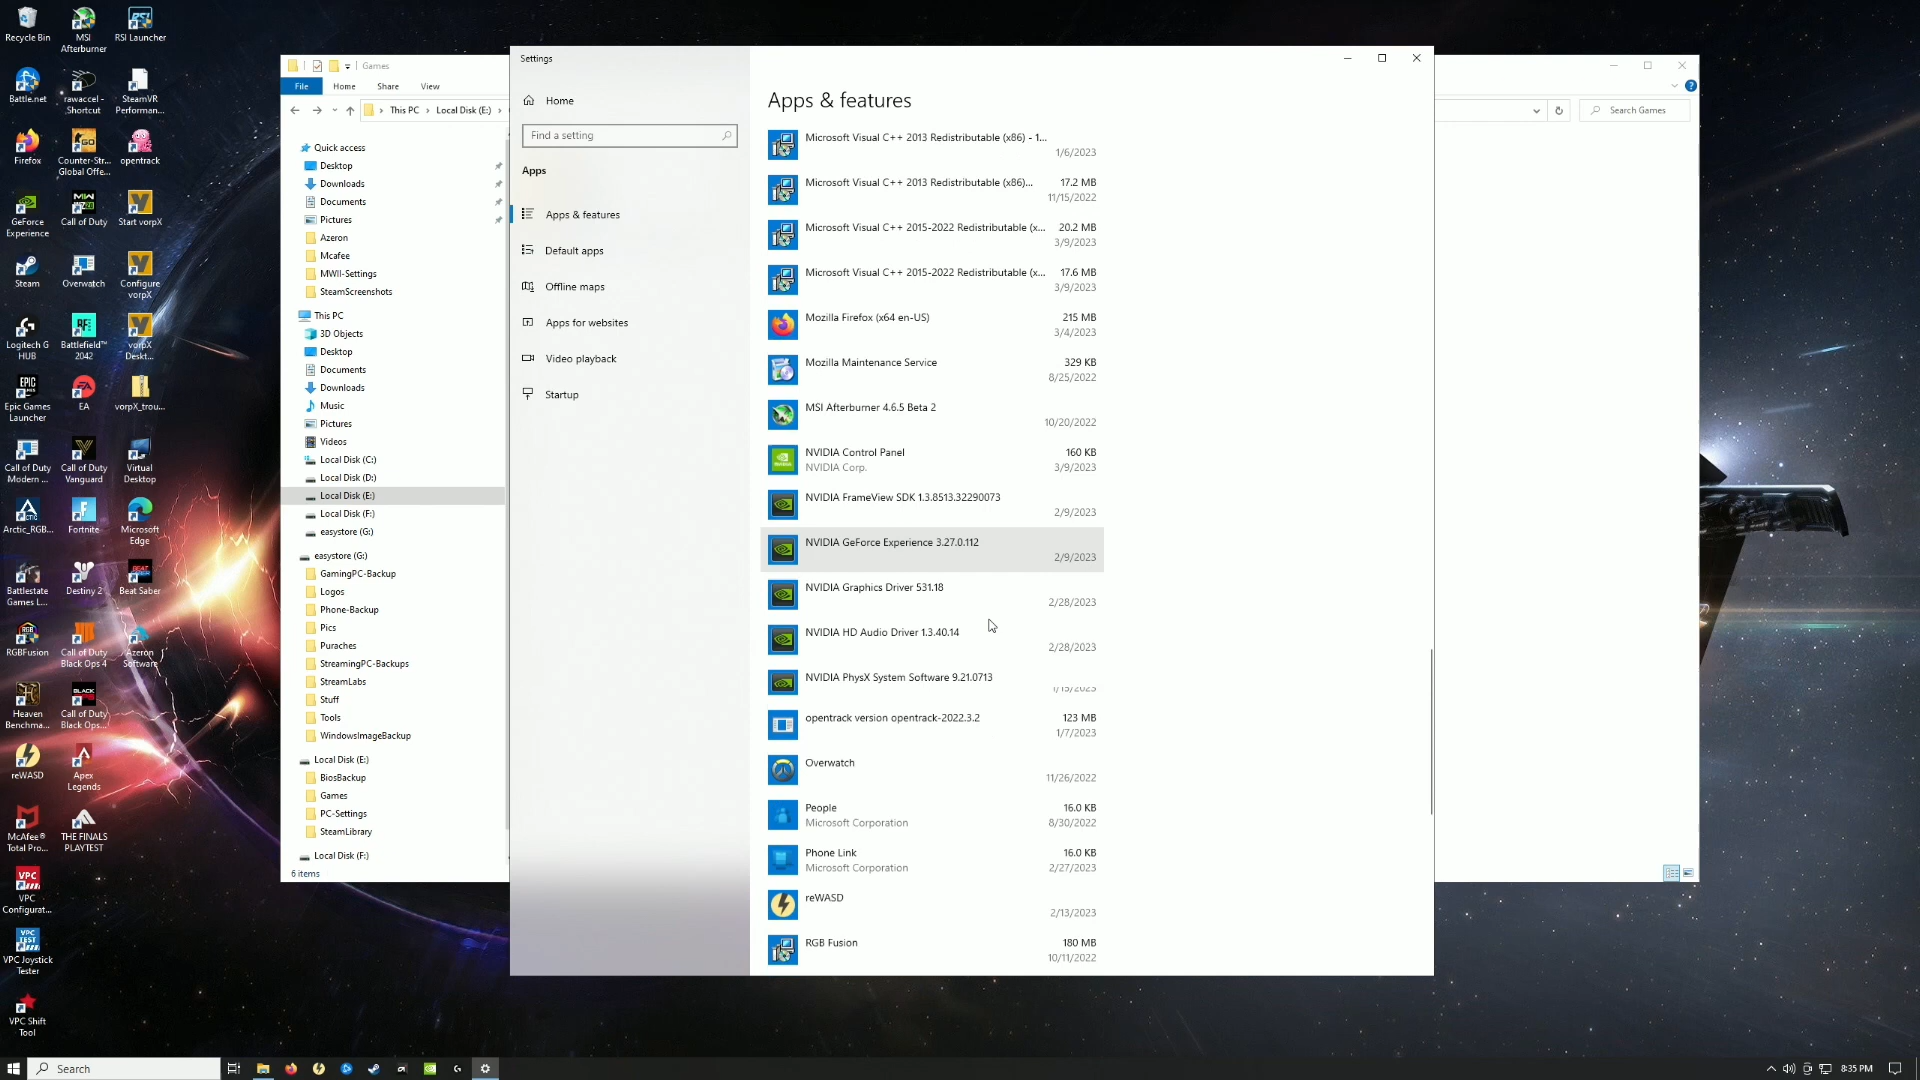 Recycle Bin
MSI
Afterburner
RSI Launcher
Battle.net
rawaccel -
Shortcut
SteamVR
Performan...
Firefox
Counter-Str...
Global Offe...
opentrack
GeForce
Experience
Call of Duty
Start vorpX
Steam
Overwatch
Configure
vorpX
Logitech G
HUB
Battlefield™
2042
vorpX
Deskt...
Epic Games
Launcher
EA
vorpX_trou...
Call of Duty
Modern ...
Call of Duty
Vanguard
Virtual
Desktop
Arctic_RGB...
Fortnite
Microsoft
Edge
Battlestate
Games L...
Destiny 2
Beat Saber
RGBFusion
Call of Duty
Black Ops 4
Azeron
Software
Heaven
Benchma...
Call of Duty
Black Ops...
reWASD
Apex
Legends
McAfee®
Total Pro...
THE FINALS
PLAYTEST
VPC
Configurat...
VPC Joystick
Tester
VPC Shift
Tool
Games
File
Home
Share
View
This PC
Local Disk (E:)
Search Games
Quick access
Desktop
Downloads
Documents
Pictures
Azeron
Mcafee
MWII-Settings
SteamScreenshots
This PC
3D Objects
Desktop
Documents
Downloads
Music
Pictures
Videos
Local Disk (C:)
Local Disk (D:)
Local Disk (E:)
Local Disk (F:)
easystore (G:)
easystore (G:)
GamingPC-Backup
Logos
Phone-Backup
Pics
Puraches
StreamingPC-Backups
StreamLabs
Stuff
Tools
WindowsImageBackup
Local Disk (E:)
BiosBackup
Games
PC-Settings
SteamLibrary
Local Disk (F:)
6 items
Settings
Home
Find a setting
Apps
Apps & features
Default apps
Offline maps
Apps for websites
Video playback
Startup
Apps & features
Microsoft Visual C++ 2013 Redistributable (x86) - 1...
1/6/2023
Microsoft Visual C++ 2013 Redistributable (x86)... 17.2 MB
11/15/2022
Microsoft Visual C++ 2015-2022 Redistributable (x... 20.2 MB
3/9/2023
Microsoft Visual C++ 2015-2022 Redistributable (x... 17.6 MB
3/9/2023
Mozilla Firefox (x64 en-US) 215 MB
3/4/2023
Mozilla Maintenance Service 329 KB
8/25/2022
MSI Afterburner 4.6.5 Beta 2
10/20/2022
NVIDIA Control Panel 160 KB
NVIDIA Corp. 3/9/2023
NVIDIA FrameView SDK 1.3.8513.32290073
2/9/2023
NVIDIA GeForce Experience 3.27.0.112
2/9/2023
NVIDIA Graphics Driver 531.18
2/28/2023
NVIDIA HD Audio Driver 1.3.40.14
2/28/2023
NVIDIA PhysX System Software 9.21.0713
opentrack version opentrack-2022.3.2 123 MB
1/7/2023
Overwatch
11/26/2022
People 16.0 KB
Microsoft Corporation 8/30/2022
Phone Link 16.0 KB
Microsoft Corporation 2/27/2023
reWASD
2/13/2023
RGB Fusion 180 MB
10/11/2022
Search
8:35 PM